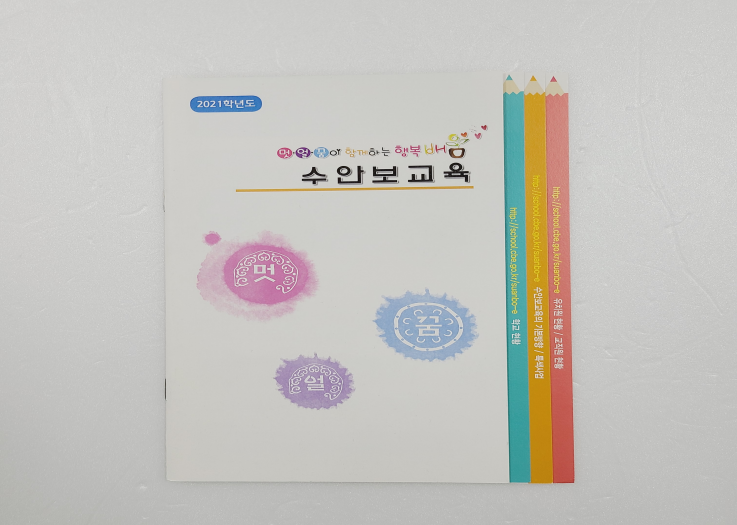 2021학년도
멋·얼·꿈이 함께하는 행복 배움
수안보교육
멋
꿈
얼
http://school.cbe.go.kr/suanbo-e 학교 현황
http://school.cbe.go.kr/suanbo-e 수안보교육의 기본방향 / 특색사업
http://school.cbe.go.kr/suanbo-e 유치원 현황 / 교직원 현황